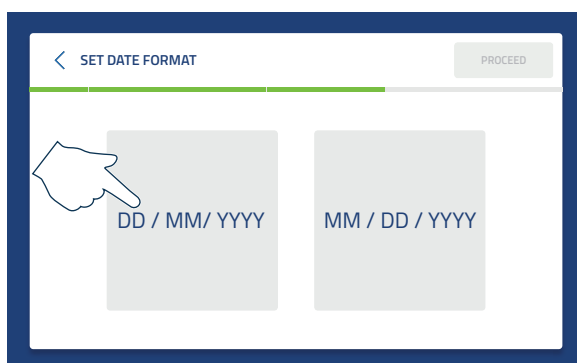 SET DATE FORMAT
PROCEED
DD / MM/ YYYY
MM / DD / YYYY